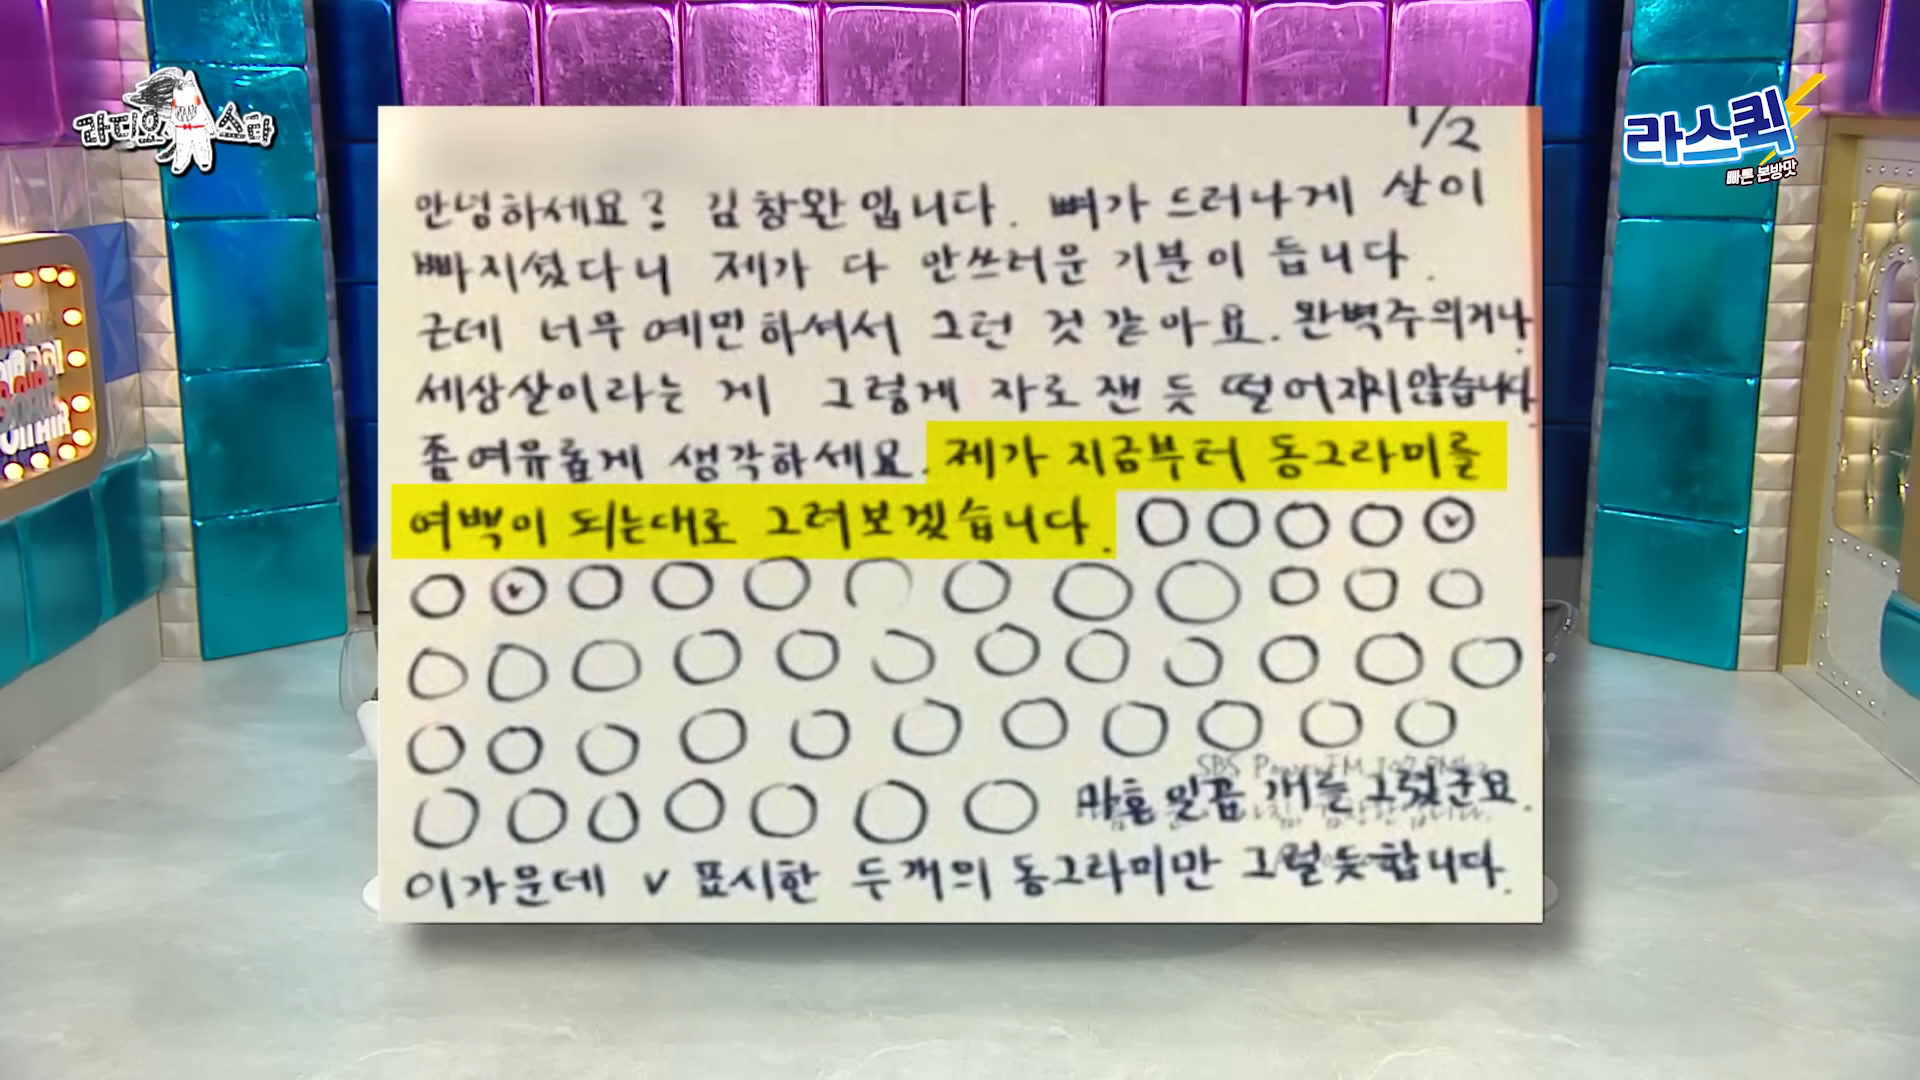 라디오스타
라스퀵
빠른 본방맛
1/2
안녕하세요? 김창완입니다. 뼈가 드러나게 살이
빠지셨다니 제가 다 안쓰러운 기분이 듭니다.
근데 너무 예민하셔서 그런 것 같아요. 완벽주의거나
세상살이라는 게 그렇게 자로 잰 듯 떨어지지 않습니다
좀 여유롭게 생각하세요. 제가 지금부터 동그라미를
여백이 되는대로 그려보겠습니다.
SBS
마흔 일곱 개를 그렸군요.
이 가운데 v 표시한 두개의 동그라미만 그럴듯합니다.
ON AIR